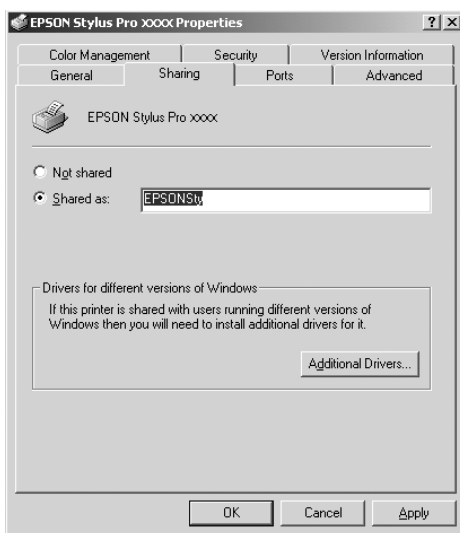 EPSON Stylus Pro XXXX Properties
? X
Color Management Security Version Information
General Sharing Ports Advanced
EPSON Stylus Pro xxxx
Not shared
Shared as: EPSONSty
Drivers for different versions of Windows
If this printer is shared with users running different versions of
Windows then you will need to install additional drivers for it.
Additional Drivers...
OK Cancel Apply